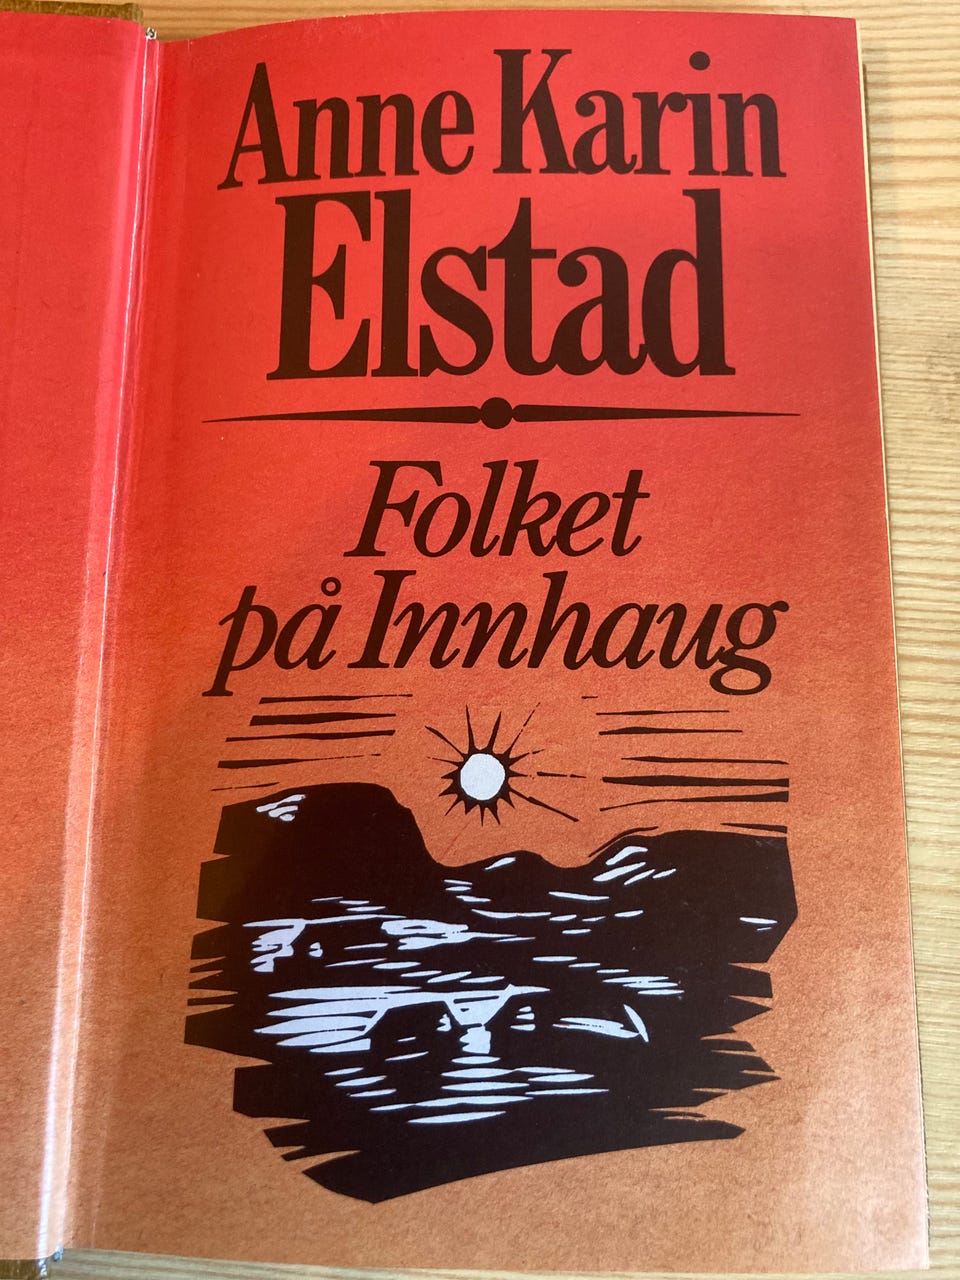 Anne Karin
Elstad
Folket
på Innhaug